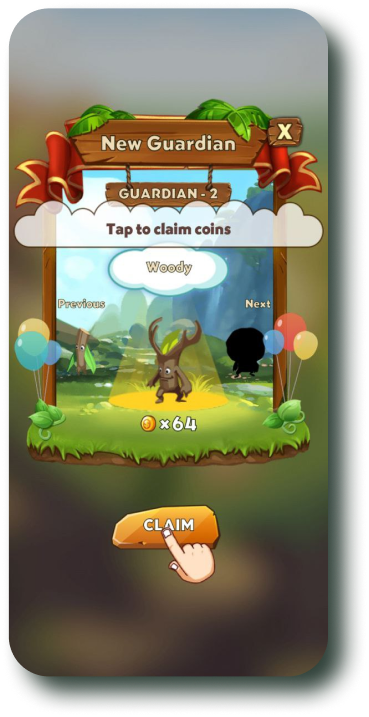 New Guardian
X
GUARDIAN - 2
Tap to claim coins
Woody
Previous
Next
×64
CLAIM